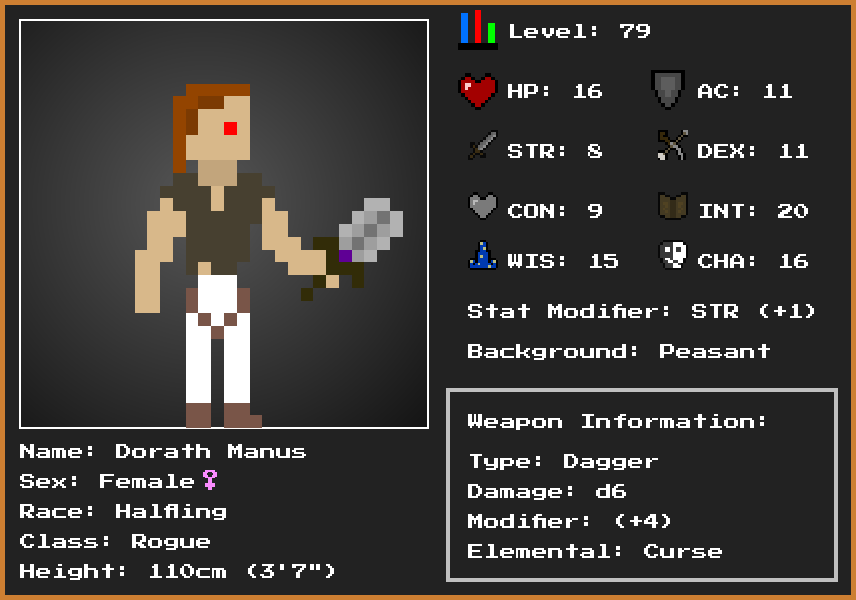 Level: 79
HP: 16 AC: 11
STR: 8 DEX: 11
CON: 9 INT: 20
WIS: 15 CHA: 16
Stat Modifier: STR (+1)
Background: Peasant
Weapon Information:
Type: Dagger
Damage: d6
Modifier: (+4)
Elemental: Curse
Name: Dorath Manus
Sex: Female♀
Race: Halfling
Class: Rogue
Height: 110cm (3'7")